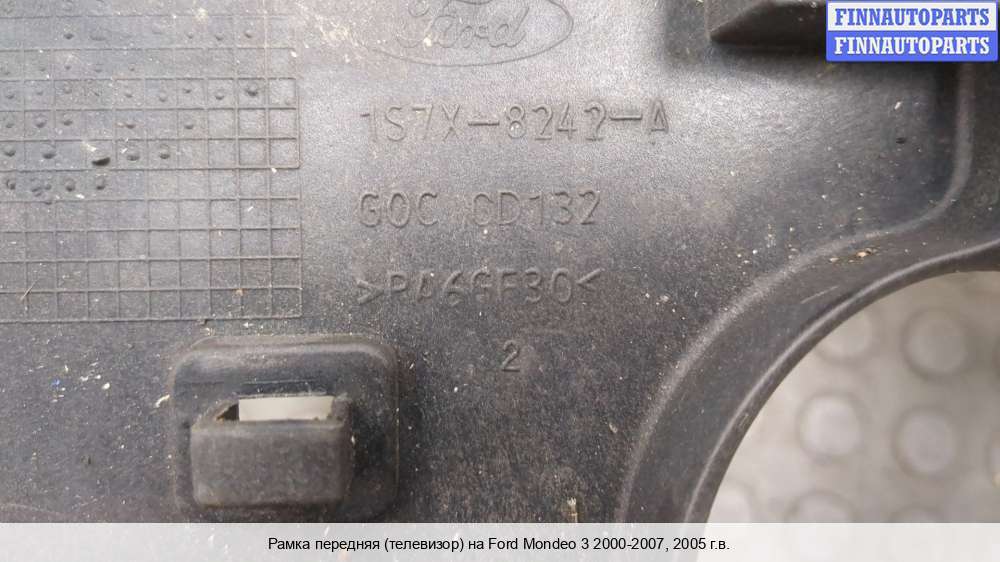 FINNAUTOPARTS
FINNAUTOPARTS
Ford
1S7X-8242-A
GOC CD132
>PA6GF30<
2
Рамка передняя (телевизор) на Ford Mondeo 3 2000-2007, 2005 г.в.